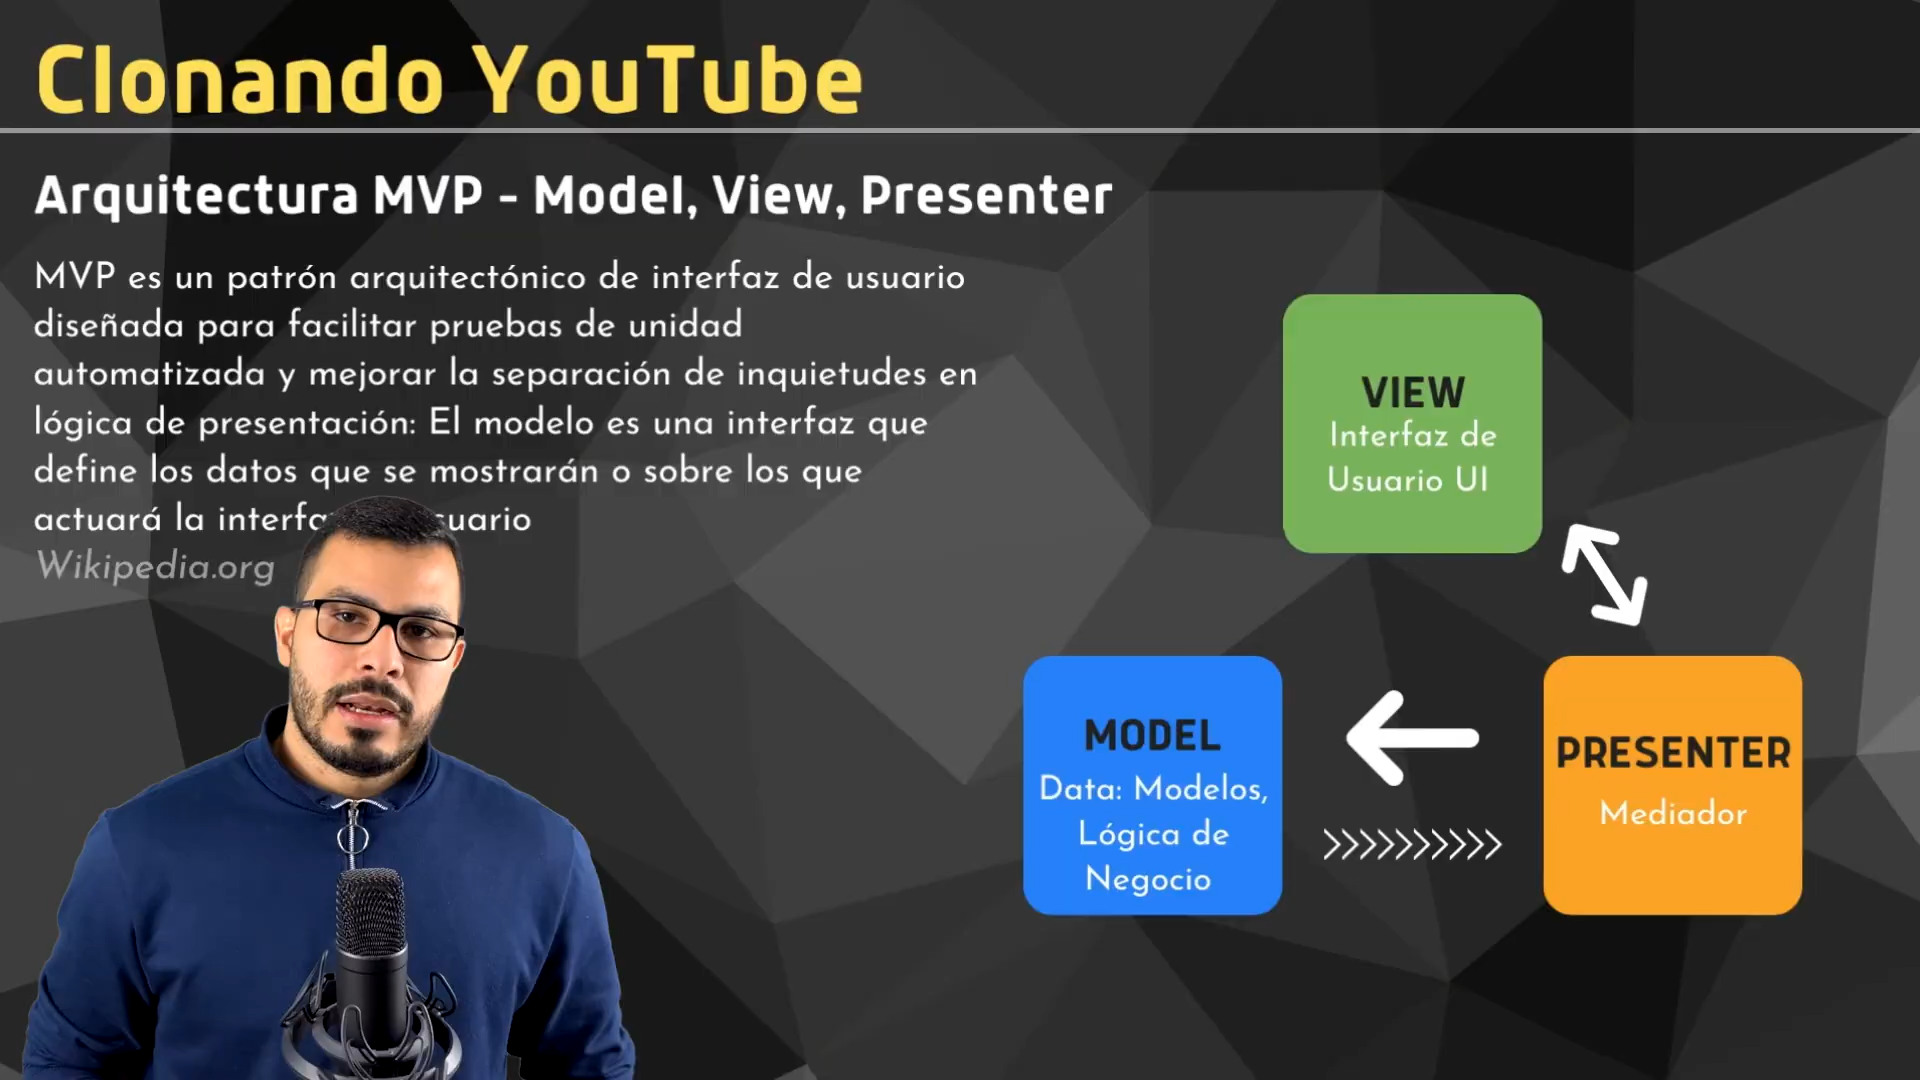 Clonando YouTube
Arquitectura MVP - Model, View, Presenter
MVP es un patrón arquitectónico de interfaz de usuario
diseñada para facilitar pruebas de unidad
automatizada y mejorar la separación de inquietudes en
lógica de presentación: El modelo es una interfaz que
define los datos que se mostrarán o sobre los que
actuará la
Wikipedia.org
VIEW
Interfaz de
Usuario UI
MODEL
Data: Modelos,
Lógica de
Negocio
PRESENTER
Mediador